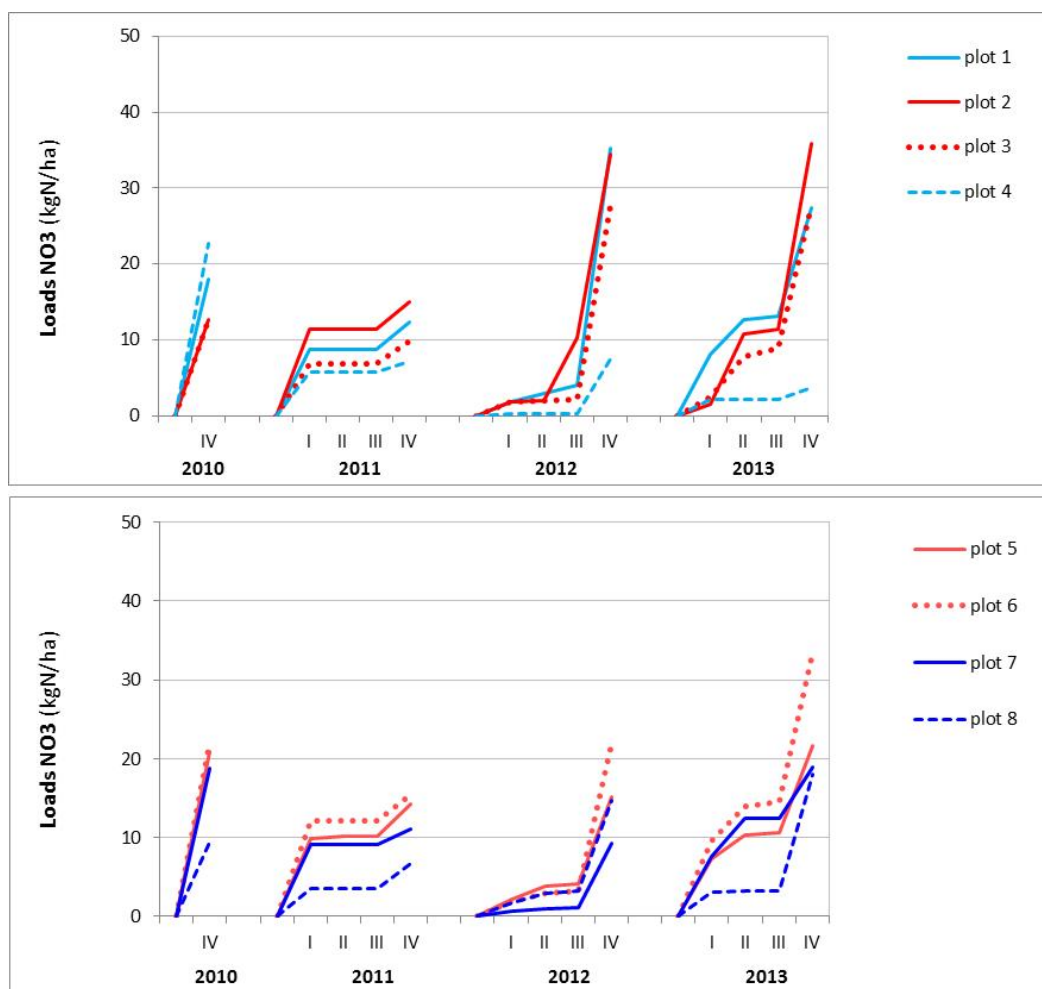 50
40
30
20
10
0
Loads NO3 (kgN/ha)
IV I II III IV I II III IV I II III IV
2010 2011 2012 2013
plot 1
plot 2
plot 3
plot 4
50
40
30
20
10
0
Loads NO3 (kgN/ha)
IV I II III IV I II III IV I II III IV
2010 2011 2012 2013
plot 5
plot 6
plot 7
plot 8